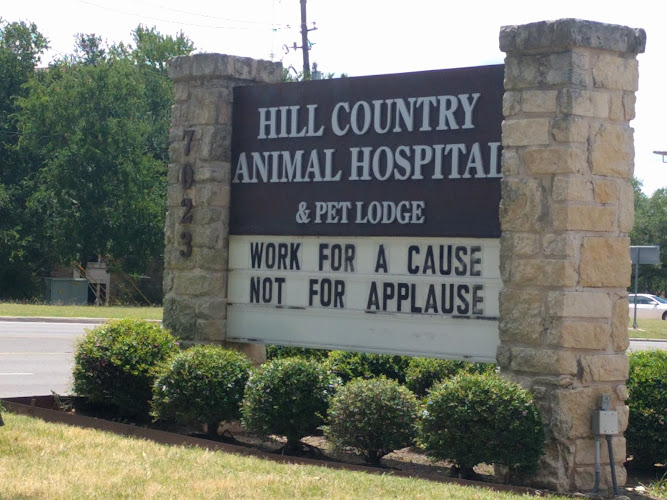 7023
HILL COUNTRY
ANIMAL HOSPITAL
& PET LODGE
WORK FOR A CAUSE
NOT FOR APPLAUSE